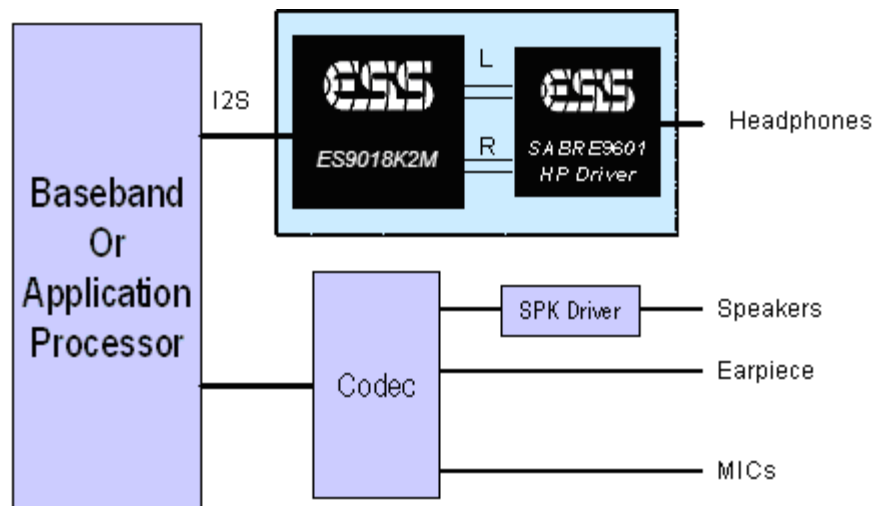 Baseband
Or
Application
Processor
I2S
ESS
ES9018K2M
L
R
ESS
SABRE9601
HP Driver
Headphones
Codec
SPK Driver
Speakers
Earpiece
MICs